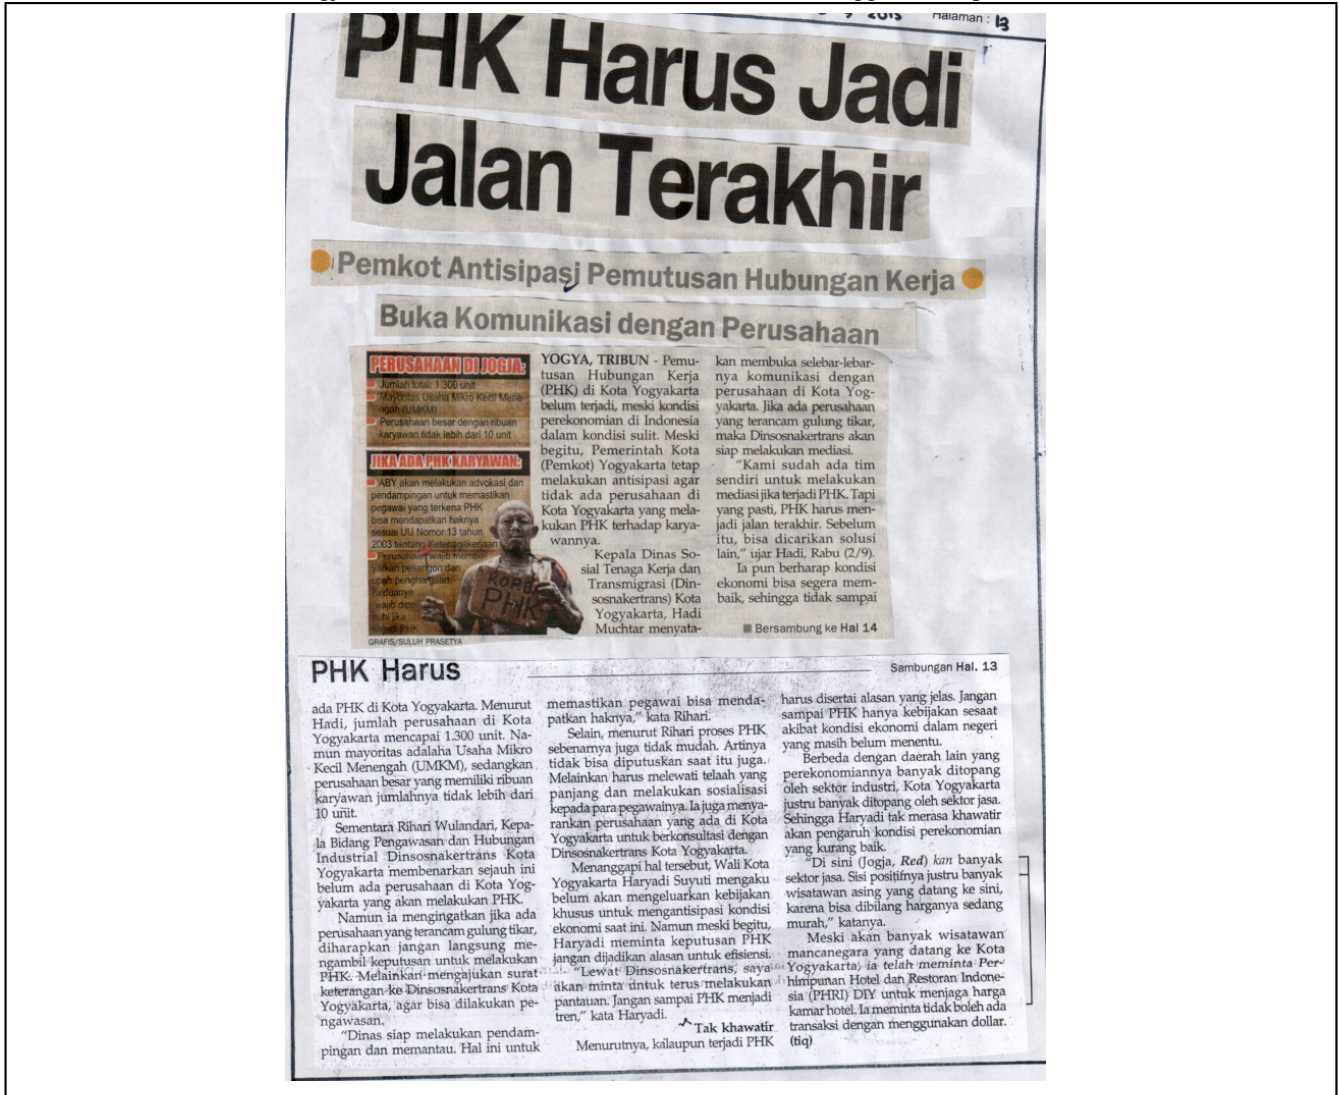 2015 Halaman : 13
PHK Harus Jadi
Jalan Terakhir
Pemkot Antisipasi Pemutusan Hubungan Kerja
Buka Komunikasi dengan Perusahaan
PERUSAHAAN DI JOGJA:
Jumlah total: 1.300 unit
Mayoritas Usaha Mikro Kecil Mene-
ngah (UMKM)
Perusahaan besar dengan ribuan
karyawan tidak lebih dari 10 unit
JIKA ADA PHK KARYAWAN:
ABY akan melakukan advokasi dan
pendampingan untuk memastikan
pegawai yang terkena PHK
bisa mendapatkan haknya
sesuai UU Nomor 13 tahun
2003 tentang Ketenagakerjaan
Perusahaan wajib memba-
yarkan pesangon dan
upah penghargaan.
Keduanya
wajib dipe-
nuhi jika
PHK
KORBAN
PHK
GRAFIS/SULUH PRASETYA
YOGYA, TRIBUN - Pemu-
tusan Hubungan Kerja
(PHK) di Kota Yogyakarta
belum terjadi, meski kondisi
perekonomian di Indonesia
dalam kondisi sulit. Meski
begitu, Pemerintah Kota
(Pemkot) Yogyakarta tetap
melakukan antisipasi agar
tidak ada perusahaan di
Kota Yogyakarta yang mela-
kukan PHK terhadap karya-
wannya.
Kepala Dinas So-
sial Tenaga Kerja dan
Transmigrasi (Din-
sosnakertrans) Kota
Yogyakarta, Hadi
Muchtar menyata-
kan membuka selebar-lebar-
nya komunikasi dengan
perusahaan di Kota Yog-
yakarta. Jika ada perusahaan
yang terancam gulung tikar,
maka Dinsosnakertrans akan
siap melakukan mediasi.
"Kami sudah ada tim
sendiri untuk melakukan
mediasi jika terjadi PHK. Tapi
yang pasti, PHK harus men-
jadi jalan terakhir. Sebelum
itu, bisa dicarikan solusi
lain," ujar Hadi, Rabu (2/9).
Ia pun berharap kondisi
ekonomi bisa segera mem-
baik, sehingga tidak sampai
Bersambung ke Hal 14
PHK Harus
Sambungan Hal. 13
ada PHK di Kota Yogyakarta. Menurut
Hadi, jumlah perusahaan di Kota
Yogyakarta mencapai 1.300 unit. Na-
mun mayoritas adalaha Usaha Mikro
Kecil Menengah (UMKM), sedangkan
perusahaan besar yang memiliki ribuan
karyawan jumlahnya tidak lebih dari
10 unit.
Sementara Rihari Wulandari, Kepa-
la Bidang Pengawasan dan Hubungan
Industrial Dinsosnakertrans Kota
Yogyakarta membenarkan sejauh ini
belum ada perusahaan di Kota Yog-
yakarta yang akan melakukan PHK.
Namun ia mengingatkan jika ada
perusahaan yang terancam gulung tikar,
diharapkan jangan langsung me-
ngambil keputusan untuk melakukan
PHK. Melainkan mengajukan surat
keterangan ke Dinsosnakertrans Kota
Yogyakarta, agar bisa dilakukan pe-
ngawasan.
"Dinas siap melakukan pendam-
pingan dan memantau. Hal ini untuk
memastikan pegawai bisa menda-
patkan haknya," kata Rihari.
Selain, menurut Rihari proses PHK
sebenarnya juga tidak mudah. Artinya
tidak bisa diputuskan saat itu juga.
Melainkan harus melewati telaah yang
panjang dan melakukan sosialisasi
kepada para pegawainya. Ia juga menya-
rankan perusahaan yang ada di Kota
Yogyakarta untuk berkonsultasi dengan
Dinsosnakertrans Kota Yogyakarta.
Menanggapi hal tersebut, Wali Kota
Yogyakarta Haryadi Suyuti mengaku
belum akan mengeluarkan kebijakan
khusus untuk mengantisipasi kondisi
ekonomi saat ini. Namun meski begitu,
Haryadi meminta keputusan PHK
jangan dijadikan alasan untuk efisiensi.
"Lewat Dinsosnakertrans, saya
akan minta untuk terus melakukan
pantauan. Jangan sampai PHK menjadi
tren," kata Haryadi.
Tak khawatir
Menurutnya, kalaupun terjadi PHK
harus disertai alasan yang jelas. Jangan
sampai PHK hanya kebijakan sesaat
akibat kondisi ekonomi dalam negeri
yang masih belum menentu.
Berbeda dengan daerah lain yang
perekonomiannya banyak ditopang
oleh sektor industri, Kota Yogyakarta
justru banyak ditopang oleh sektor jasa.
Sehingga Haryadi tak merasa khawatir
akan pengaruh kondisi perekonomian
yang kurang baik.
"Di sini (Jogja, Red) kan banyak
sektor jasa. Sisi positifnya justru banyak
wisatawan asing yang datang ke sini,
karena bisa dibilang harganya sedang
murah," katanya.
Meski akan banyak wisatawan
mancanegara yang datang ke Kota
Yogyakarta, ia telah meminta Per-
himpunan Hotel dan Restoran Indone-
sia (PHRI) DIY untuk menjaga harga
kamar hotel. Ia meminta tidak boleh ada
transaksi dengan menggunakan dollar.
(tiq)